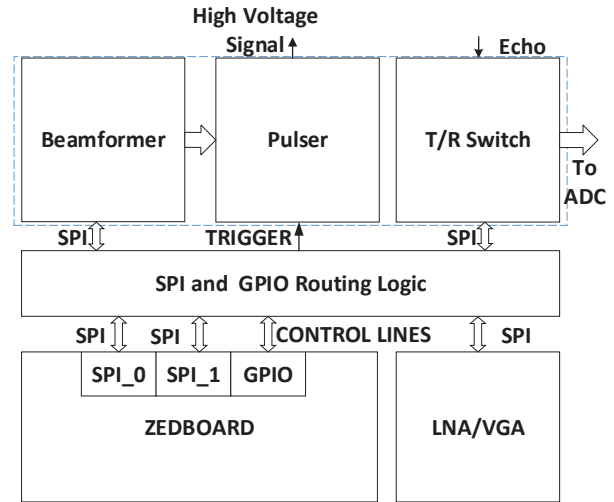 High Voltage
Signal
Echo
Beamformer
Pulser
T/R Switch
To
ADC
SPI
TRIGGER
SPI
SPI and GPIO Routing Logic
SPI
SPI
CONTROL LINES
SPI
SPI_0
SPI_1
GPIO
ZEDBOARD
LNA/VGA